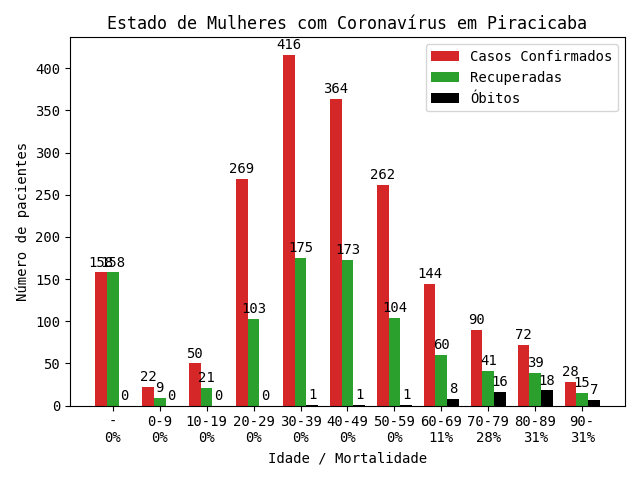 Estado de Mulheres com Coronavírus em Piracicaba
Casos Confirmados
Recuperadas
Óbitos
Número de pacientes
400
350
300
250
200
150
100
50
0
158 158 0
22 9 0
50 21 0
269 103 0
416 175 1
364 173 1
262 104 1
144 60 8
90 41 16
72 39 18
28 15 7
- 0-9 10-19 20-29 30-39 40-49 50-59 60-69 70-79 80-89 90-
0% 0% 0% 0% 0% 0% 0% 11% 28% 31% 31%
Idade / Mortalidade